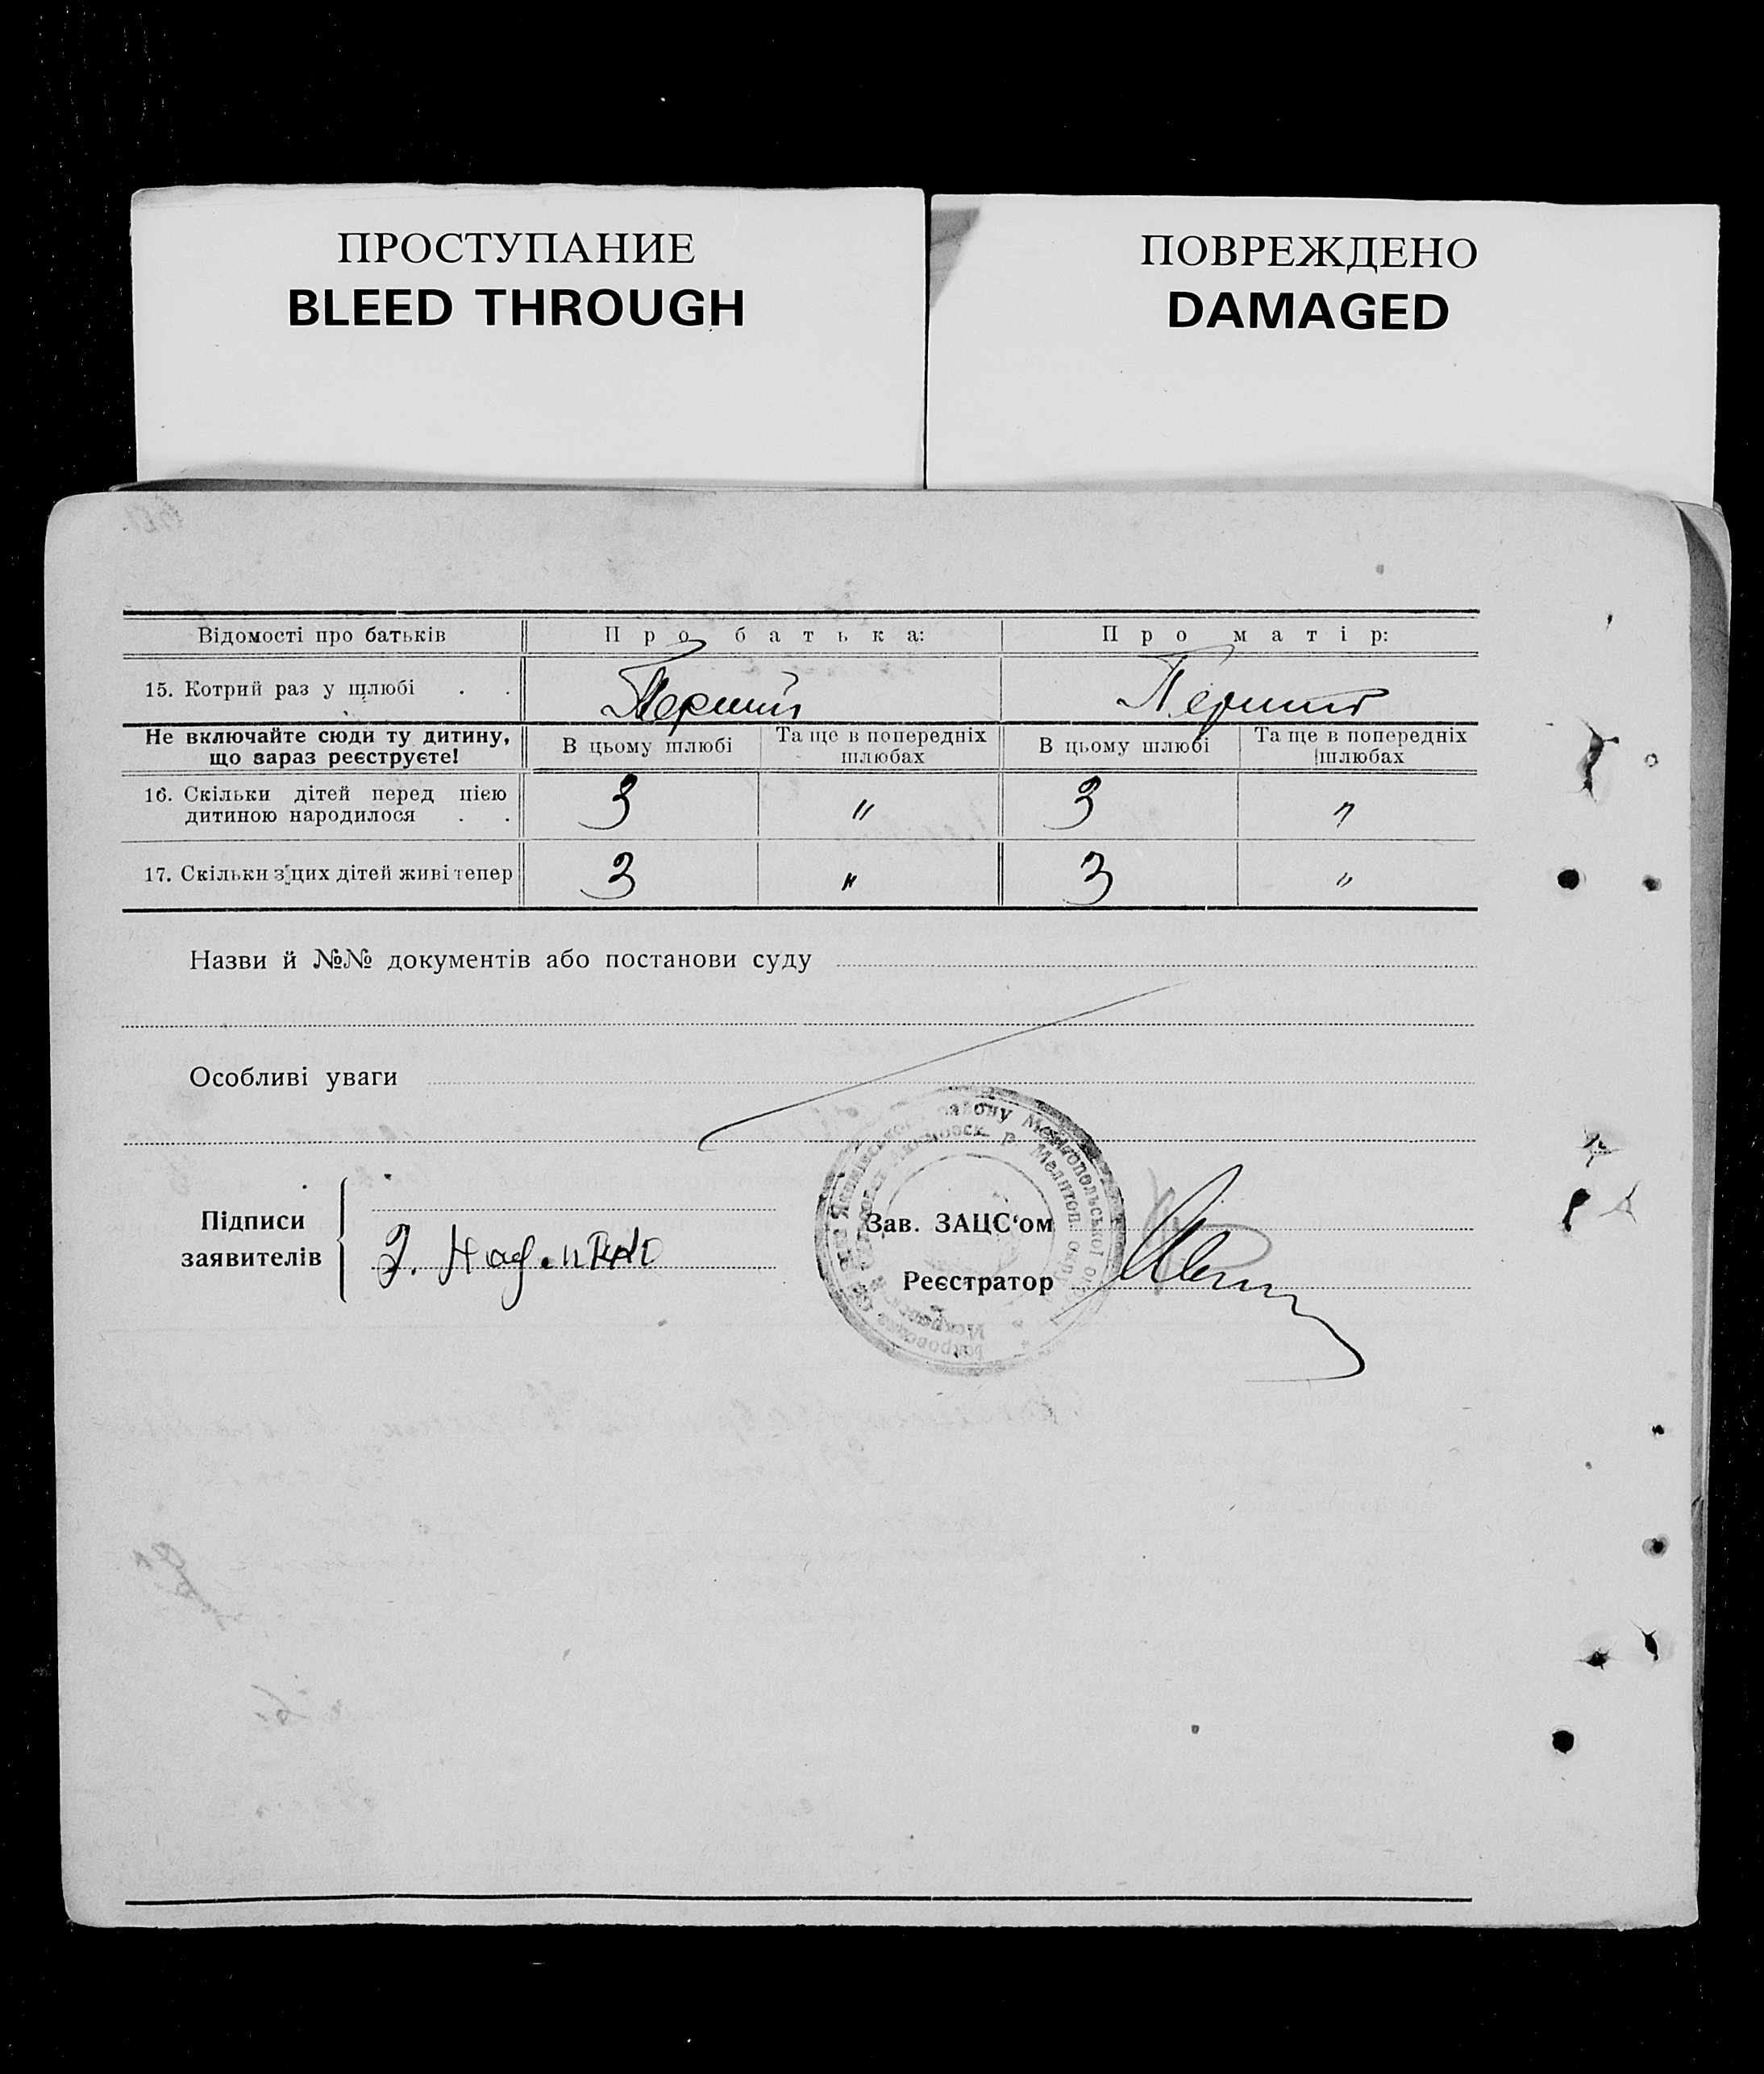 ПРОСТУПАНИЕ
BLEED THROUGH
ПОВРЕЖДЕНО
DAMAGED
Відомості про батьків Про батька: Про матір:
15. Котрий раз у шлюбі . . Перший Перший
Не включайте сюди ту дитину, що зараз реєструєте! В цьому шлюбі Та ще в попередніх шлюбах В цьому шлюбі Та ще в попередніх шлюбах
16. Скільки дітей перед цією дитиною народилося . . 3 " 3 "
17. Скільки з цих дітей живі тепер 3 " 3 "
Назви й №№ документів або постанови суду
Особливі уваги
Підписи
заявителів
Зав. ЗАЦС‘ом
Реєстратор
району Мелітопольської
Мелітоп.